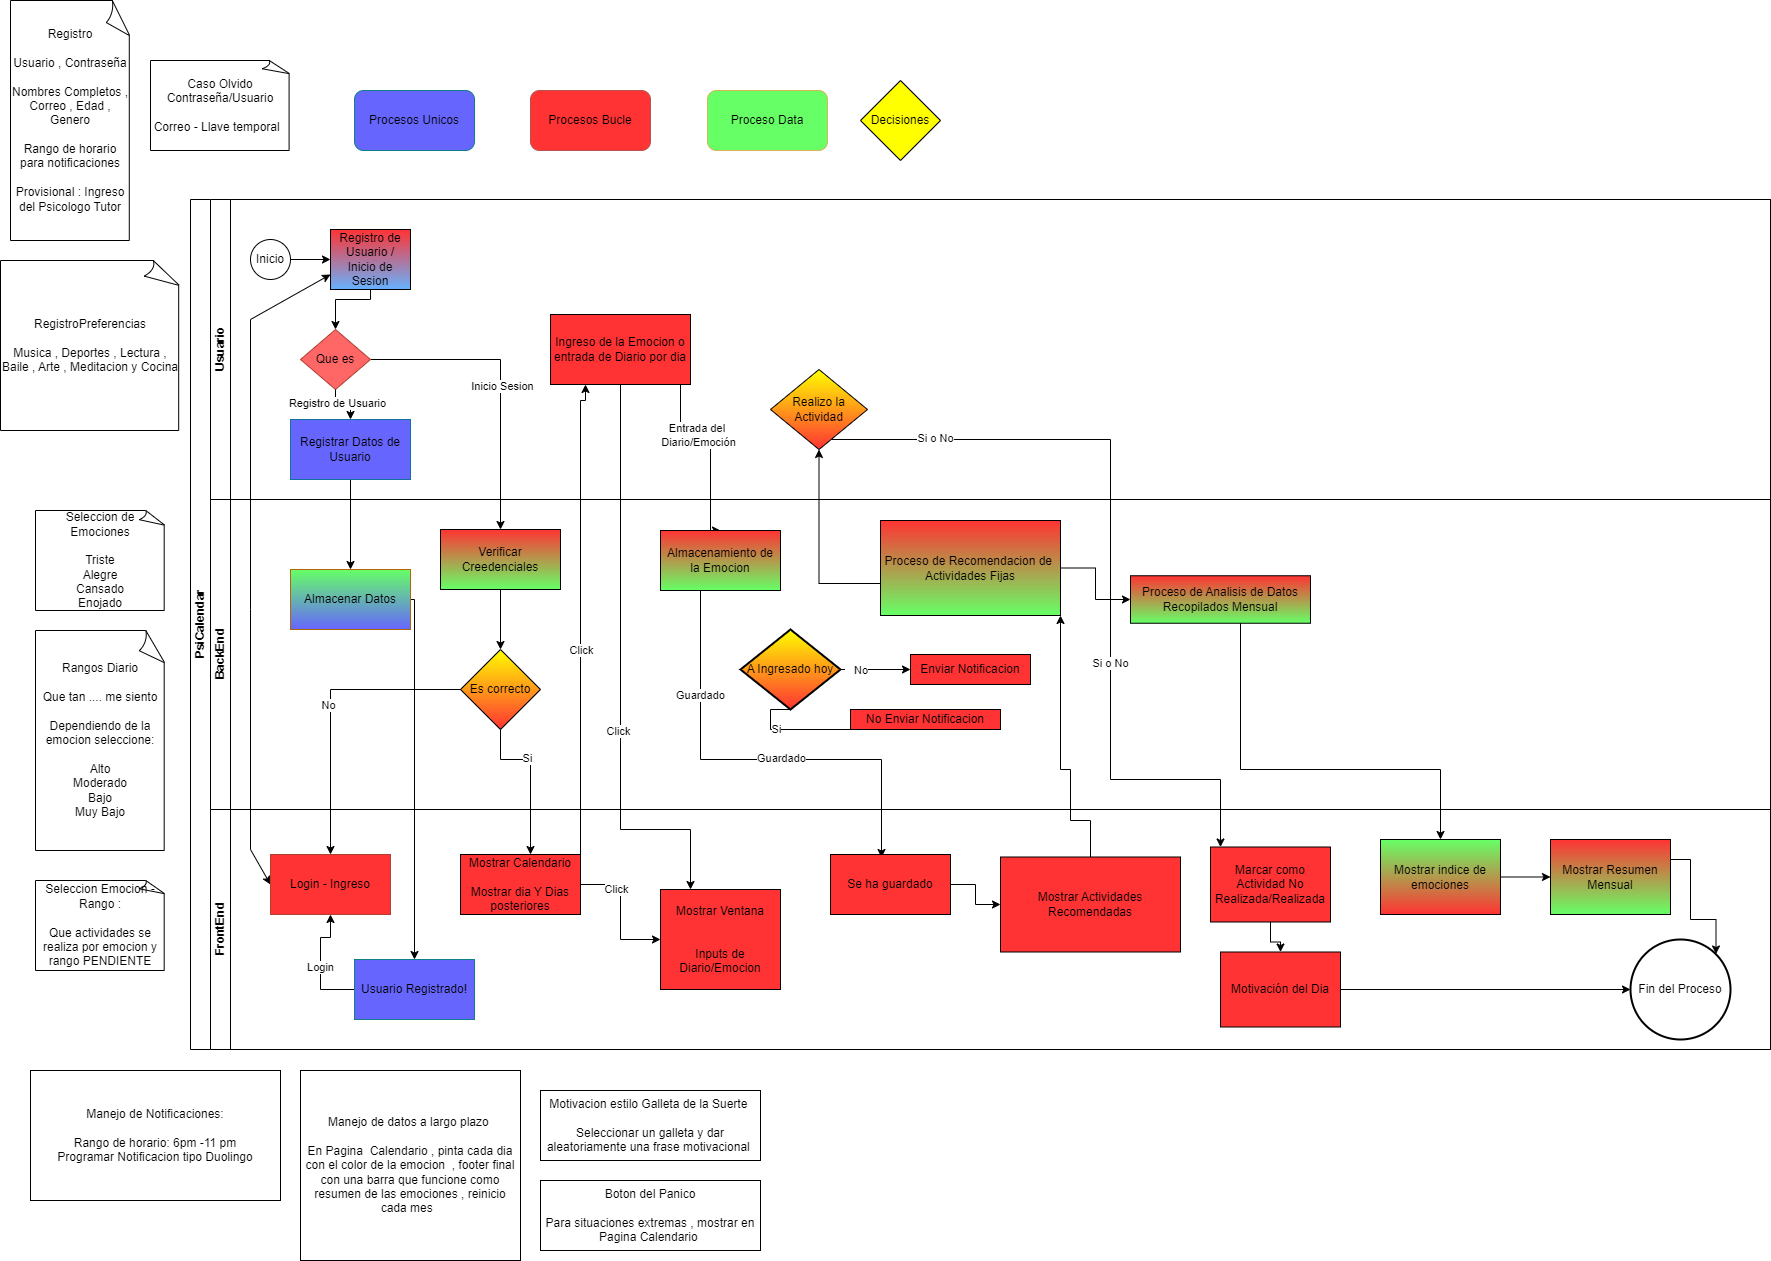 Registro
Usuario , Contraseña
Nombres Completos ,
Correo , Edad ,
Genero
Rango de horario
para notificaciones
Provisional : Ingreso
del Psicologo Tutor
Caso Olvido
Contraseña/Usuario
Correo - Llave temporal
Procesos Unicos
Procesos Bucle
Proceso Data
Decisiones
RegistroPreferencias
Musica , Deportes , Lectura ,
Baile , Arte , Meditacion y Cocina
Seleccion de
Emociones
Triste
Alegre
Cansado
Enojado
Rangos Diario
Que tan .... me siento
Dependiendo de la
emocion seleccione:
Alto
Moderado
Bajo
Muy Bajo
Seleccion Emocion -
Rango :
Que actividades se
realiza por emocion y
rango PENDIENTE
PsiCalendar
Usuario
Inicio
Registro de
Usuario /
Inicio de
Sesion
Que es
Inicio Sesion
Registro de Usuario
Registrar Datos de
Usuario
Ingreso de la Emocion o
entrada de Diario por dia
Entrada del
Diario/Emoción
Realizo la
Actividad
Si o No
BackEnd
Almacenar Datos
Verificar
Creedenciales
Es correcto
No
Si
Click
Click
Almacenamiento de
la Emocion
Guardado
Guardado
Proceso de Recomendacion de
Actividades Fijas
A Ingresado hoy
No
Enviar Notificacion
Si
No Enviar Notificacion
Si o No
Proceso de Analisis de Datos
Recopilados Mensual
FrontEnd
Login - Ingreso
Login
Usuario Registrado!
Mostrar Calendario
Mostrar dia Y Dias
posteriores
Click
Mostrar Ventana
Inputs de
Diario/Emocion
Se ha guardado
Mostrar Actividades
Recomendadas
Marcar como
Actividad No
Realizada/Realizada
Motivación del Dia
Mostrar indice de
emociones
Mostrar Resumen
Mensual
Fin del Proceso
Manejo de Notificaciones:
Rango de horario: 6pm -11 pm
Programar Notificacion tipo Duolingo
Manejo de datos a largo plazo
En Pagina Calendario , pinta cada dia
con el color de la emocion , footer final
con una barra que funcione como
resumen de las emociones , reinicio
cada mes
Motivacion estilo Galleta de la Suerte
Seleccionar un galleta y dar
aleatoriamente una frase motivacional
Boton del Panico
Para situaciones extremas , mostrar en
Pagina Calendario